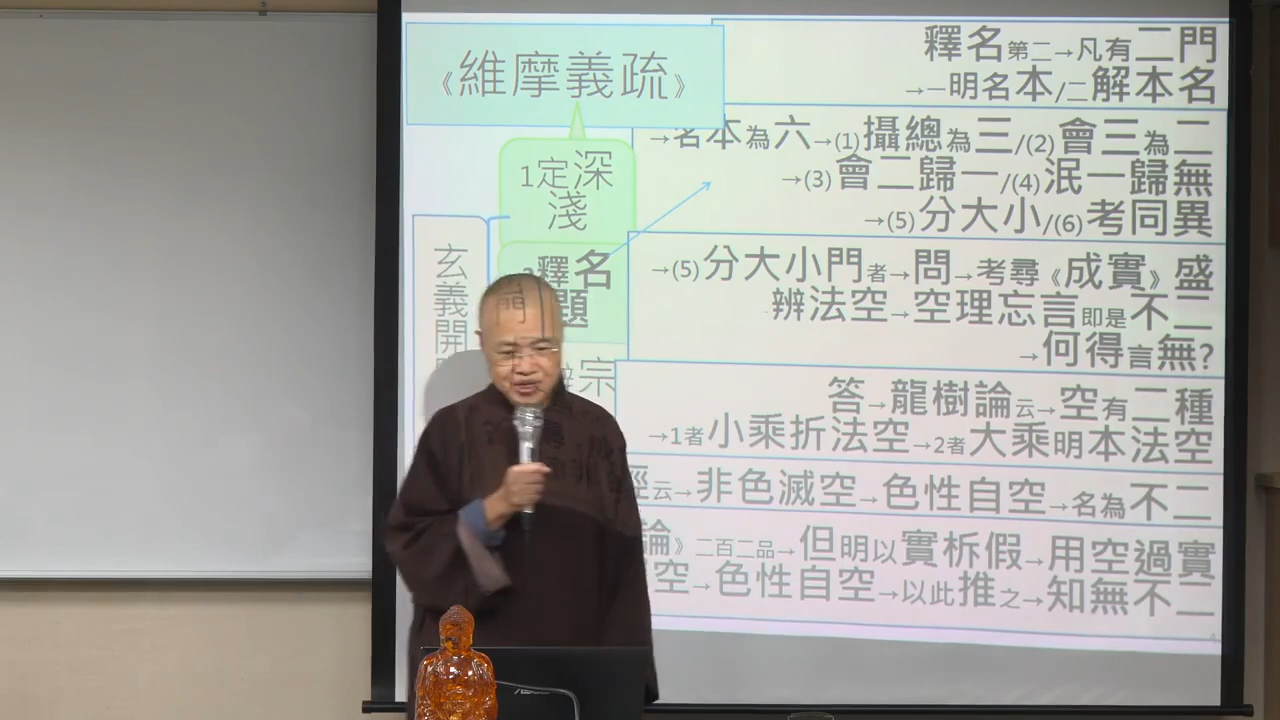 《維摩義疏》
1定深
淺
釋名
題
玄義開
宗
釋名第二→凡有二門
→一明名本/二解本名
→名本為六→(1)攝總為三/(2)會三為二
→(3)會二歸一/(4)泯一歸無
→(5)分大小/(6)考同異
→(5)分大小門者→問→考尋《成實》盛
辨法空→空理忘言即是不二
→何得言無?
答→龍樹論云→空有二種
→1者小乘折法空→2者大乘明本法空
經云→非色滅空→色性自空→名為不二
論》二百二品→但明以實柝假→用空過實
空→色性自空→以此推之→知無不二
4